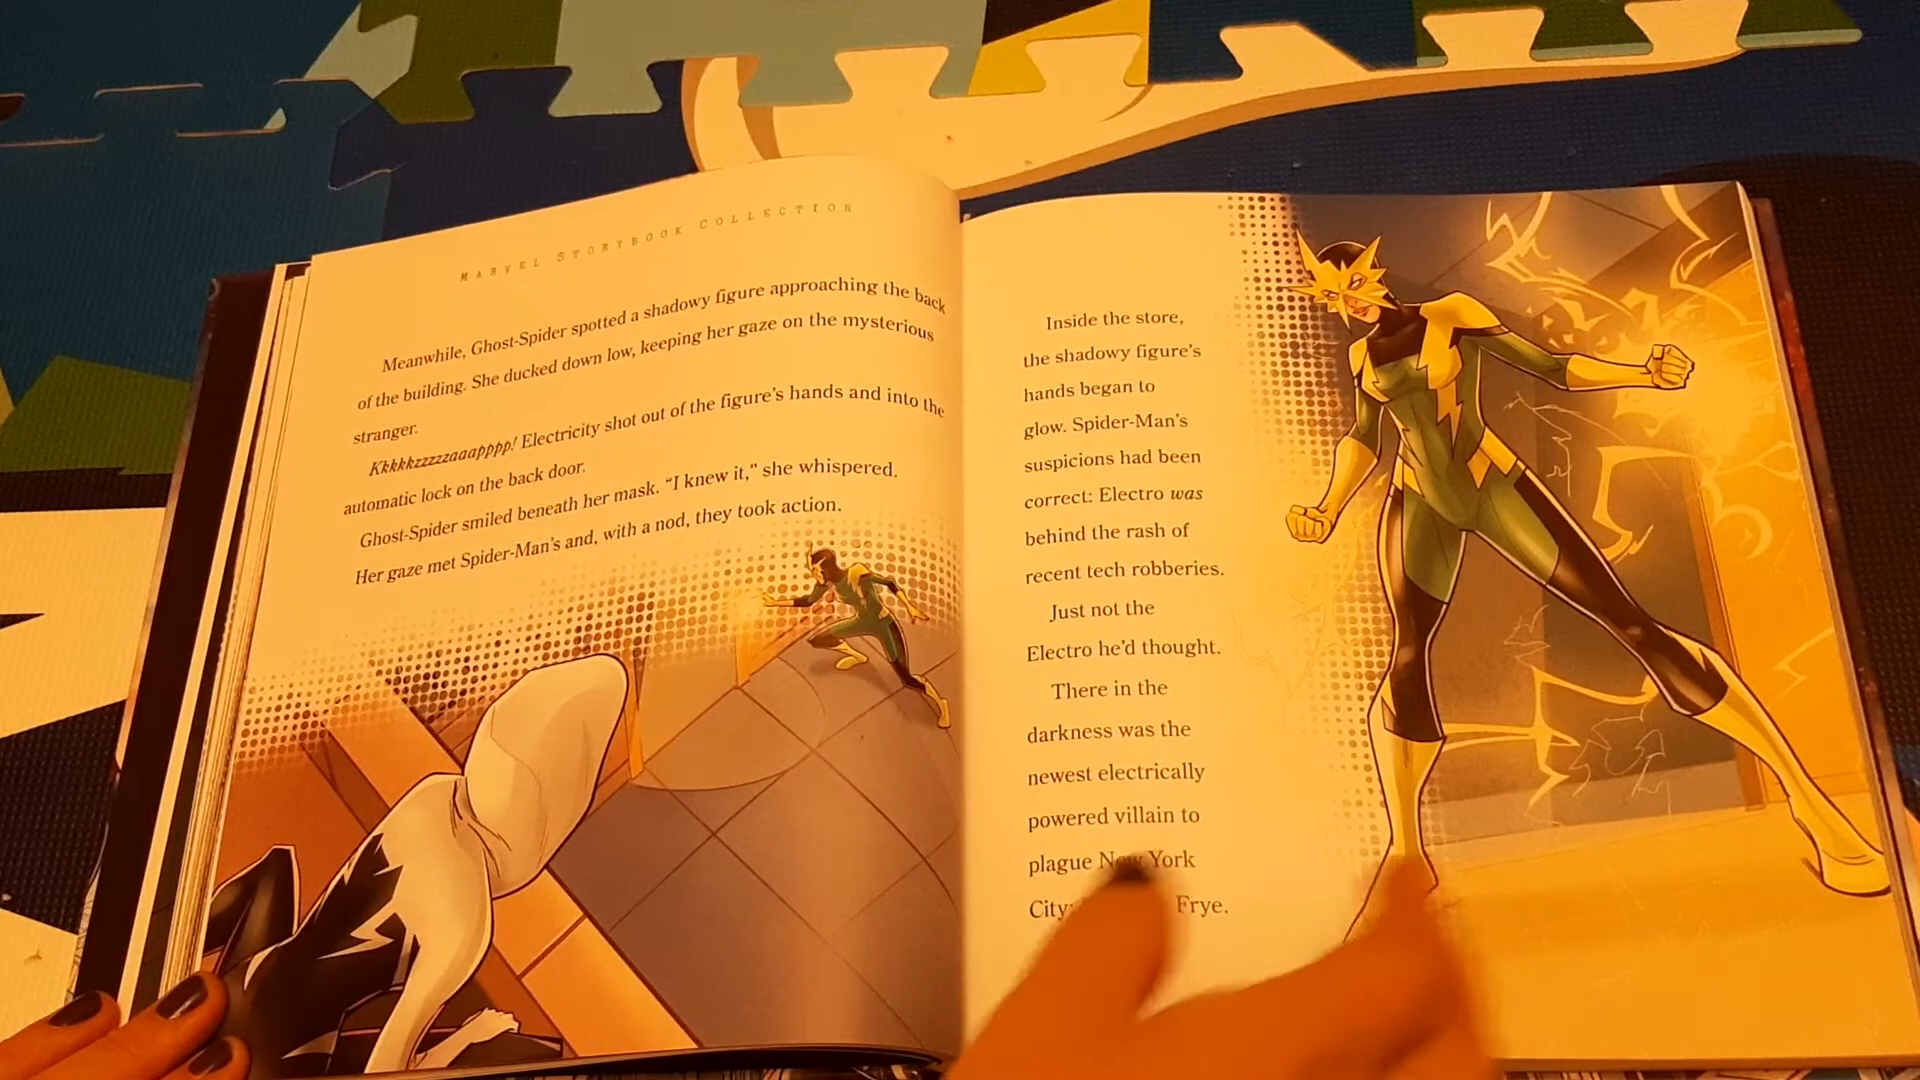 MARVEL STORYBOOK COLLECTION
Meanwhile, Ghost-Spider spotted a shadowy figure approaching the back
of the building. She ducked down low, keeping her gaze on the mysterious
stranger.
Kkkkkzzzzzaaapppp! Electricity shot out of the figure's hands and into the
automatic lock on the back door.
Ghost-Spider smiled beneath her mask. “I knew it,” she whispered.
Her gaze met Spider-Man's and, with a nod, they took action.
Inside the store,
the shadowy figure's
hands began to
glow. Spider-Man's
suspicions had been
correct: Electro was
behind the rash of
recent tech robberies.
Just not the
Electro he'd thought.
There in the
darkness was the
newest electrically
powered villain to
plague New York
City: Frye.